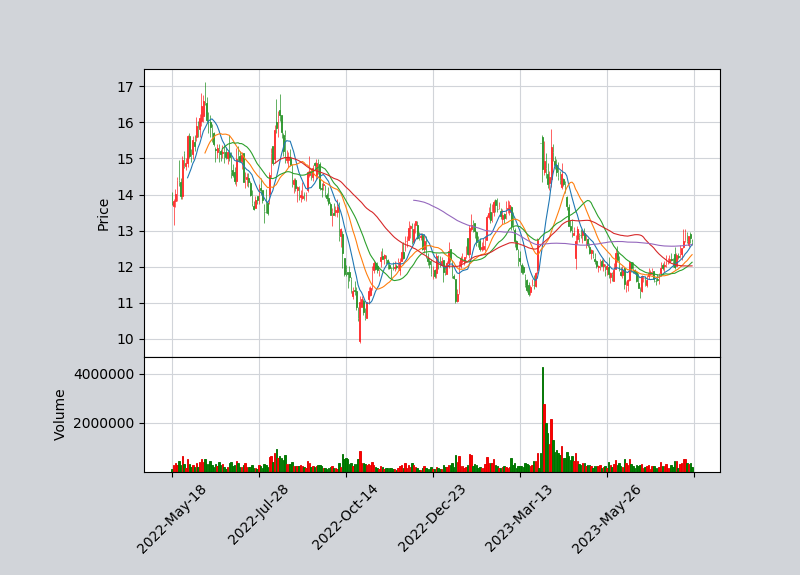 17
16
15
14
13
12
11
10
Price
4000000
2000000
Volume
2022-May-18
2022-Jul-28
2022-Oct-14
2022-Dec-23
2023-Mar-13
2023-May-26